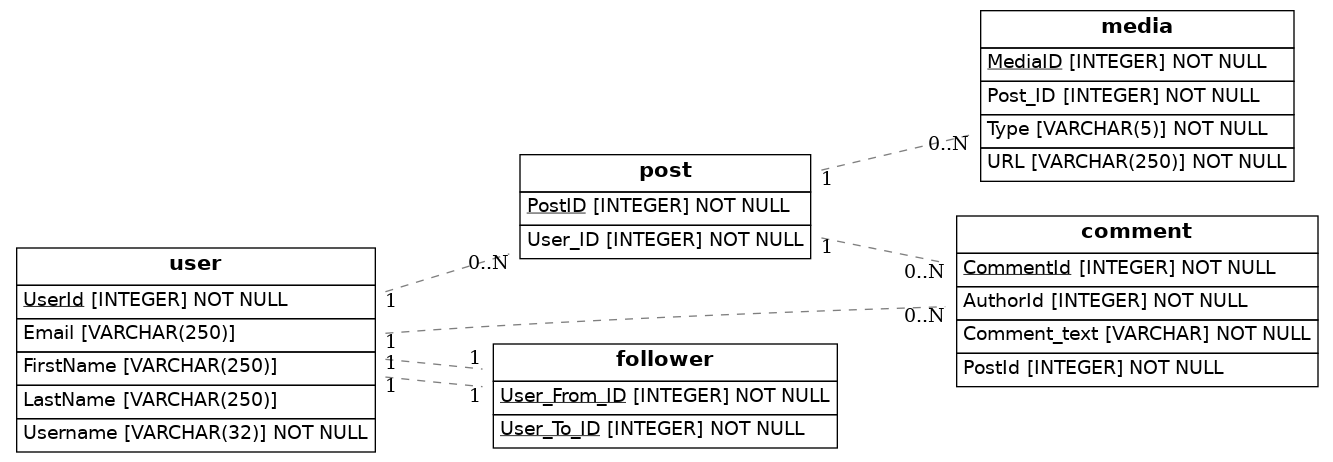 media
MediaID [INTEGER] NOT NULL
Post_ID [INTEGER] NOT NULL
Type [VARCHAR(5)] NOT NULL
URL [VARCHAR(250)] NOT NULL
0..N
1
post
PostID [INTEGER] NOT NULL
User_ID [INTEGER] NOT NULL
1
0..N
comment
CommentId [INTEGER] NOT NULL
AuthorId [INTEGER] NOT NULL
Comment_text [VARCHAR] NOT NULL
PostId [INTEGER] NOT NULL
0..N
0..N
user
UserId [INTEGER] NOT NULL
Email [VARCHAR(250)]
FirstName [VARCHAR(250)]
LastName [VARCHAR(250)]
Username [VARCHAR(32)] NOT NULL
1
1
1
1
1
1
follower
User_From_ID [INTEGER] NOT NULL
User_To_ID [INTEGER] NOT NULL